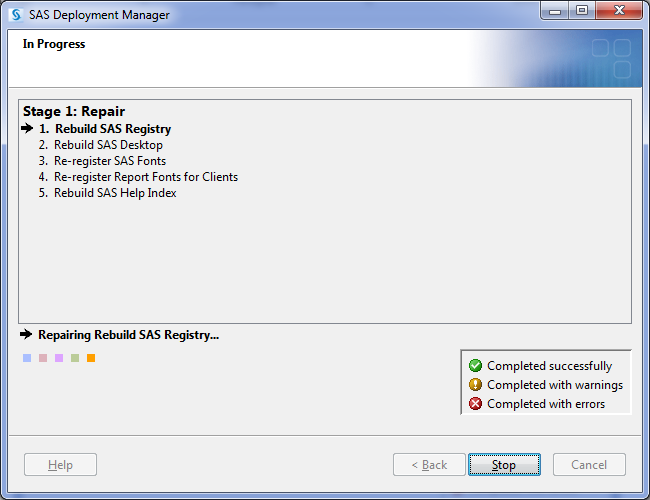 SAS Deployment Manager
In Progress
Stage 1: Repair
1. Rebuild SAS Registry
2. Rebuild SAS Desktop
3. Re-register SAS Fonts
4. Re-register Report Fonts for Clients
5. Rebuild SAS Help Index
Repairing Rebuild SAS Registry...
Completed successfully
Completed with warnings
Completed with errors
Help
< Back
Stop
Cancel